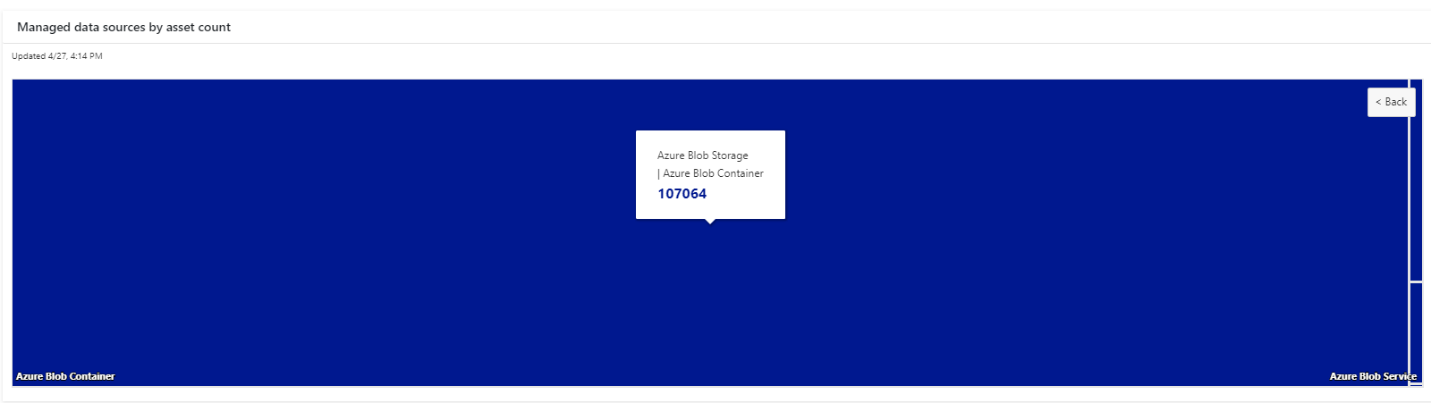 Managed data sources by asset count
Updated 4/27, 4:14 PM
< Back
Azure Blob Storage
| Azure Blob Container
107064
Azure Blob Container
Azure Blob Service